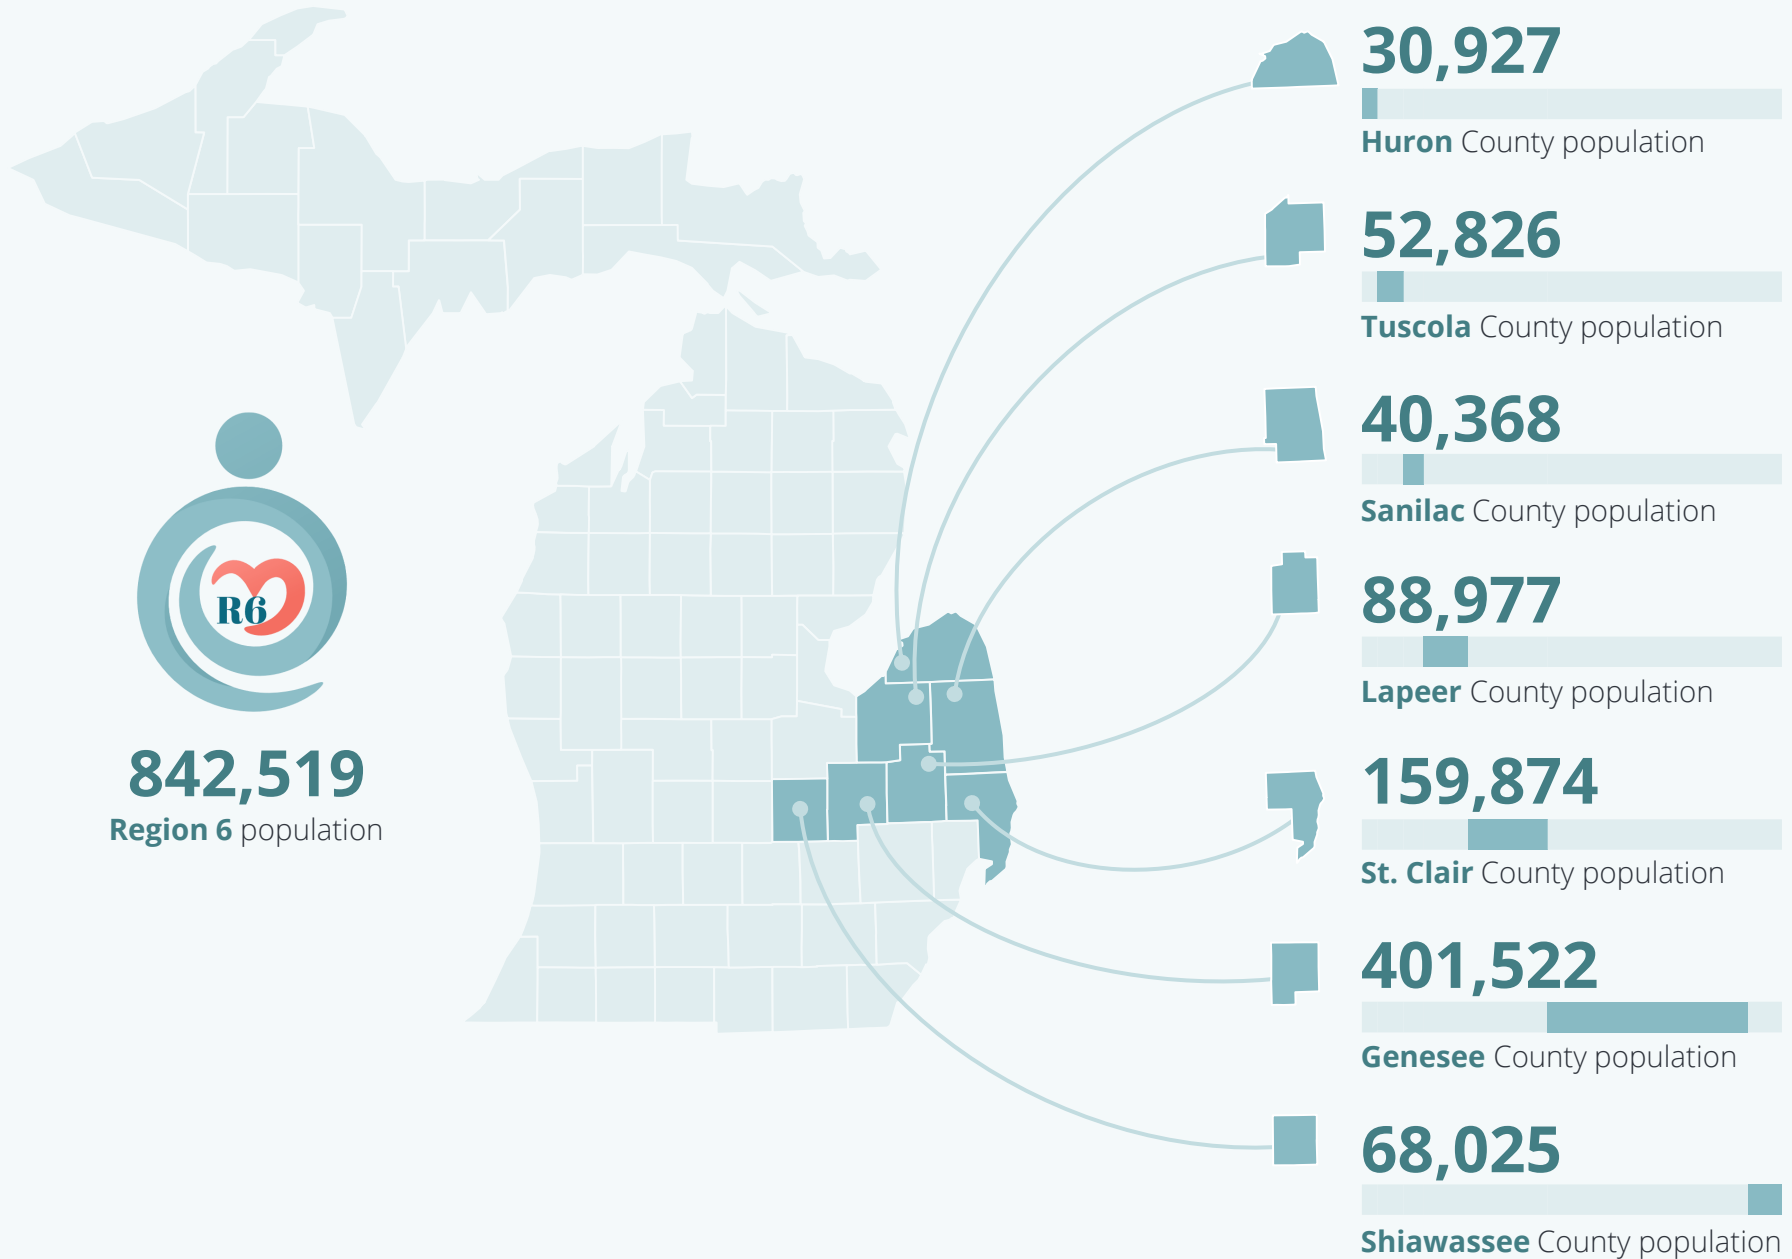 R6
842,519
Region 6 population
30,927
Huron County population
52,826
Tuscola County population
40,368
Sanilac County population
88,977
Lapeer County population
159,874
St. Clair County population
401,522
Genesee County population
68,025
Shiawassee County population